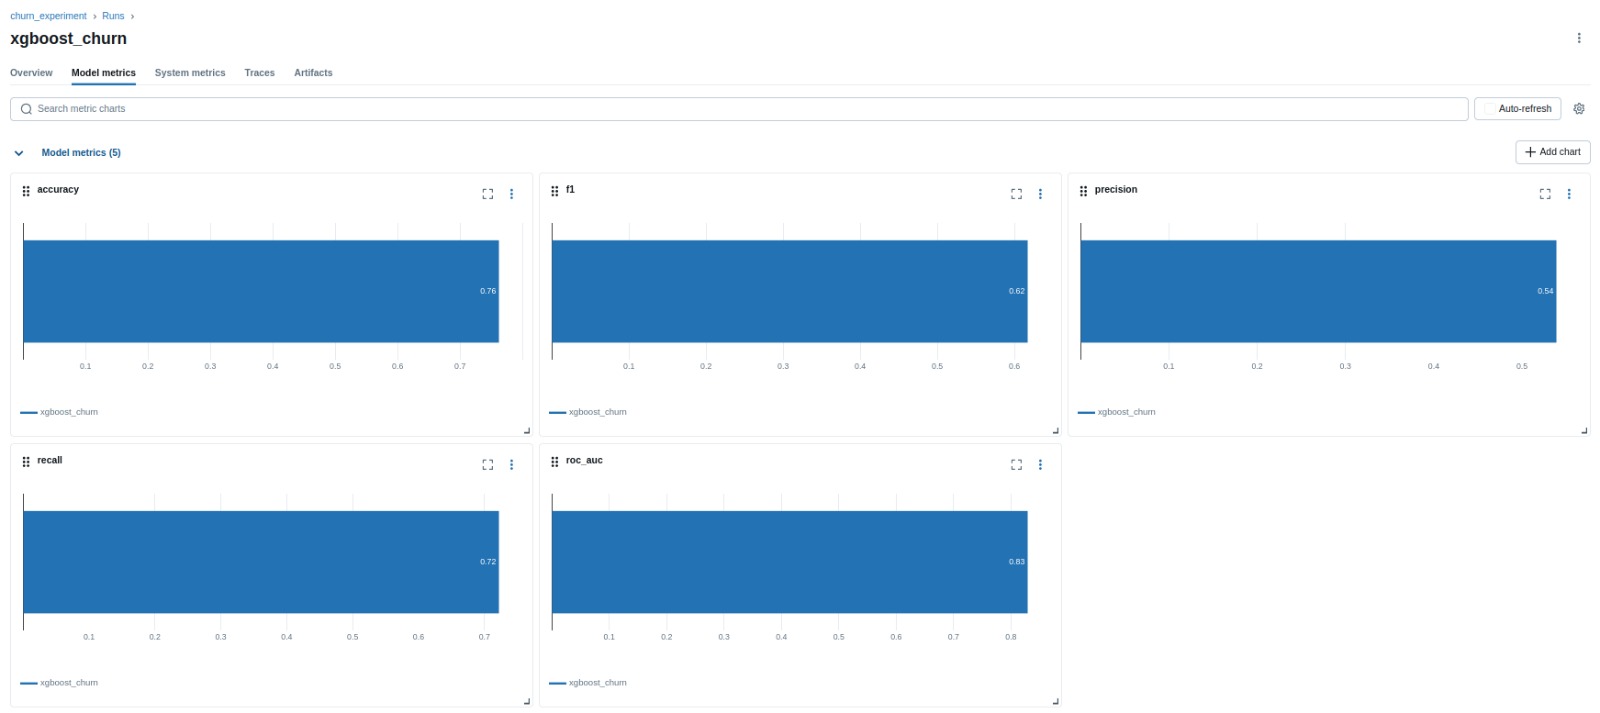 churn_experiment › Runs ›
xgboost_churn
Overview Model metrics System metrics Traces Artifacts
Search metric charts
Auto-refresh
Model metrics (5)
Add chart
accuracy
0.76
0.1 0.2 0.3 0.4 0.5 0.6 0.7
xgboost_churn
f1
0.62
0.1 0.2 0.3 0.4 0.5 0.6
xgboost_churn
precision
0.54
0.1 0.2 0.3 0.4 0.5
xgboost_churn
recall
0.72
0.1 0.2 0.3 0.4 0.5 0.6 0.7
xgboost_churn
roc_auc
0.83
0.1 0.2 0.3 0.4 0.5 0.6 0.7 0.8
xgboost_churn